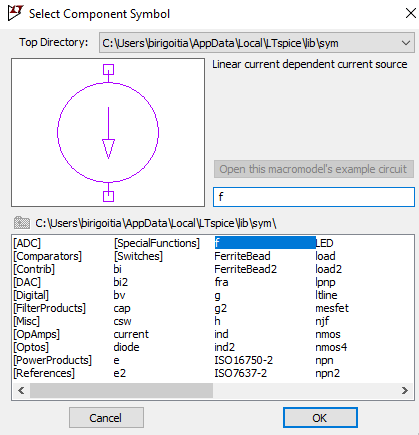 Select Component Symbol
Top Directory: C:\Users\birigoitia\AppData\Local\LTspice\lib\sym
Linear current dependent current source
Open this macromodel's example circuit
f
C:\Users\birigoitia\AppData\Local\LTspice\lib\sym\
[ADC] [SpecialFunctions] f LED
[Comparators] [Switches] FerriteBead load
[Contrib] bi FerriteBead2 load2
[DAC] bi2 fra lpnp
[Digital] bv g ltline
[FilterProducts] cap g2 mesfet
[Misc] csw h njf
[OpAmps] current ind nmos
[Optos] diode ind2 nmos4
[PowerProducts] e ISO16750-2 npn
[References] e2 ISO7637-2 npn2
Cancel OK